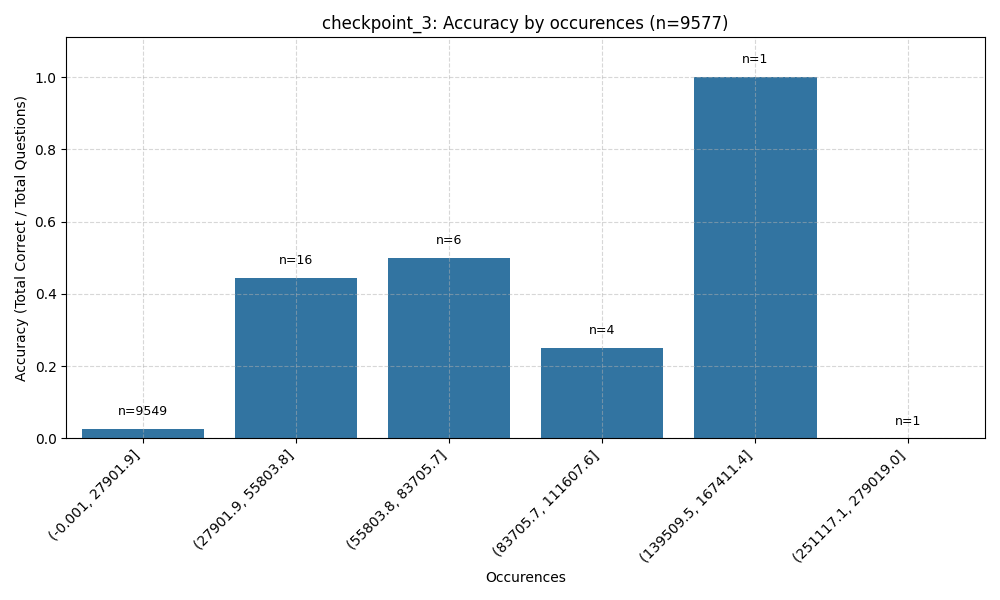 checkpoint_3: Accuracy by occurences (n=9577)
Accuracy (Total Correct / Total Questions)
1.0
0.8
0.6
0.4
0.2
0.0
n=9549
n=16
n=6
n=4
n=1
n=1
(-0.001, 27901.9]
(27901.9, 55803.8]
(55803.8, 83705.7]
(83705.7, 111607.6]
(139509.5, 167411.4]
(251117.1, 279019.0]
Occurences